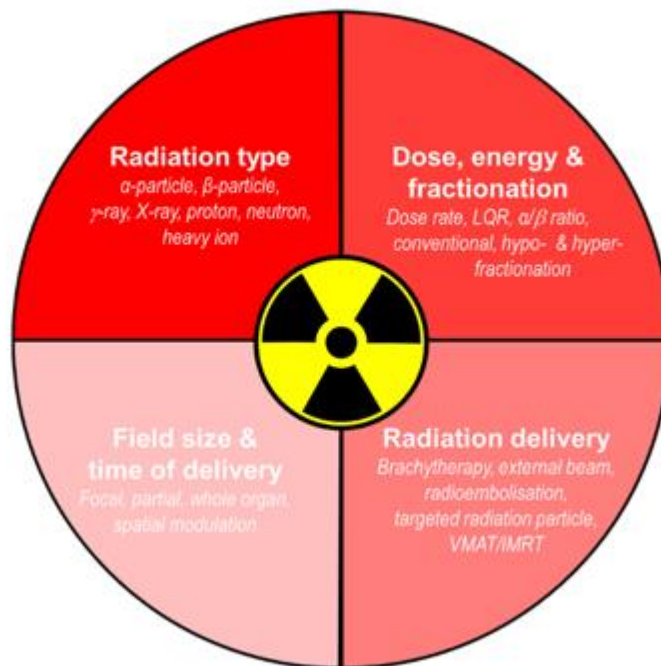 Radiation type
α-particle, β-particle,
γ-ray, X-ray, proton, neutron,
heavy ion
Dose, energy &
fractionation
Dose rate, LQR, α/β ratio,
conventional, hypo- & hyper-
fractionation
Field size &
time of delivery
Focal, partial, whole organ,
spatial modulation
Radiation delivery
Brachytherapy, external beam,
radioembolisation,
targeted radiation particle,
VMAT/IMRT